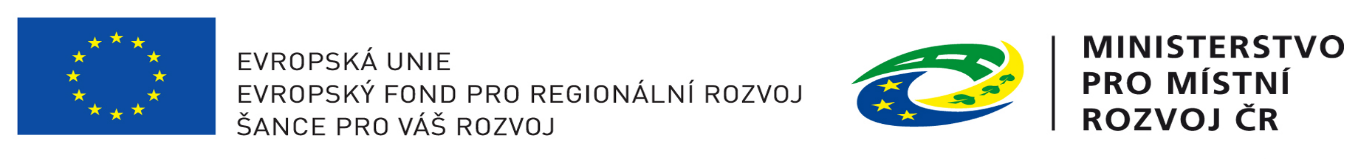 EVROPSKÁ UNIE
EVROPSKÝ FOND PRO REGIONÁLNÍ ROZVOJ
ŠANCE PRO VÁŠ ROZVOJ
MINISTERSTVO
PRO MÍSTNÍ
ROZVOJ ČR